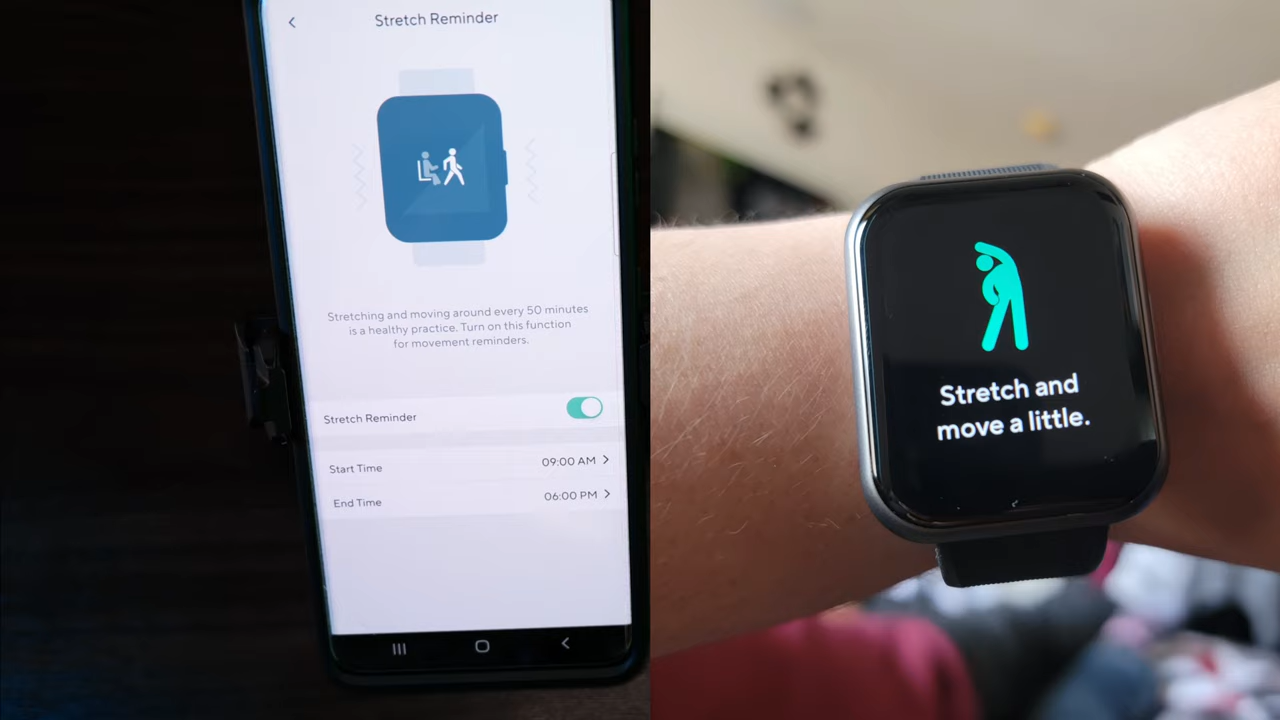 Stretch Reminder
Stretching and moving around every 50 minutes
is a healthy practice. Turn on this function
for movement reminders.
Stretch Reminder
Start Time 09:00 AM
End Time 06:00 PM
Stretch and
move a little.